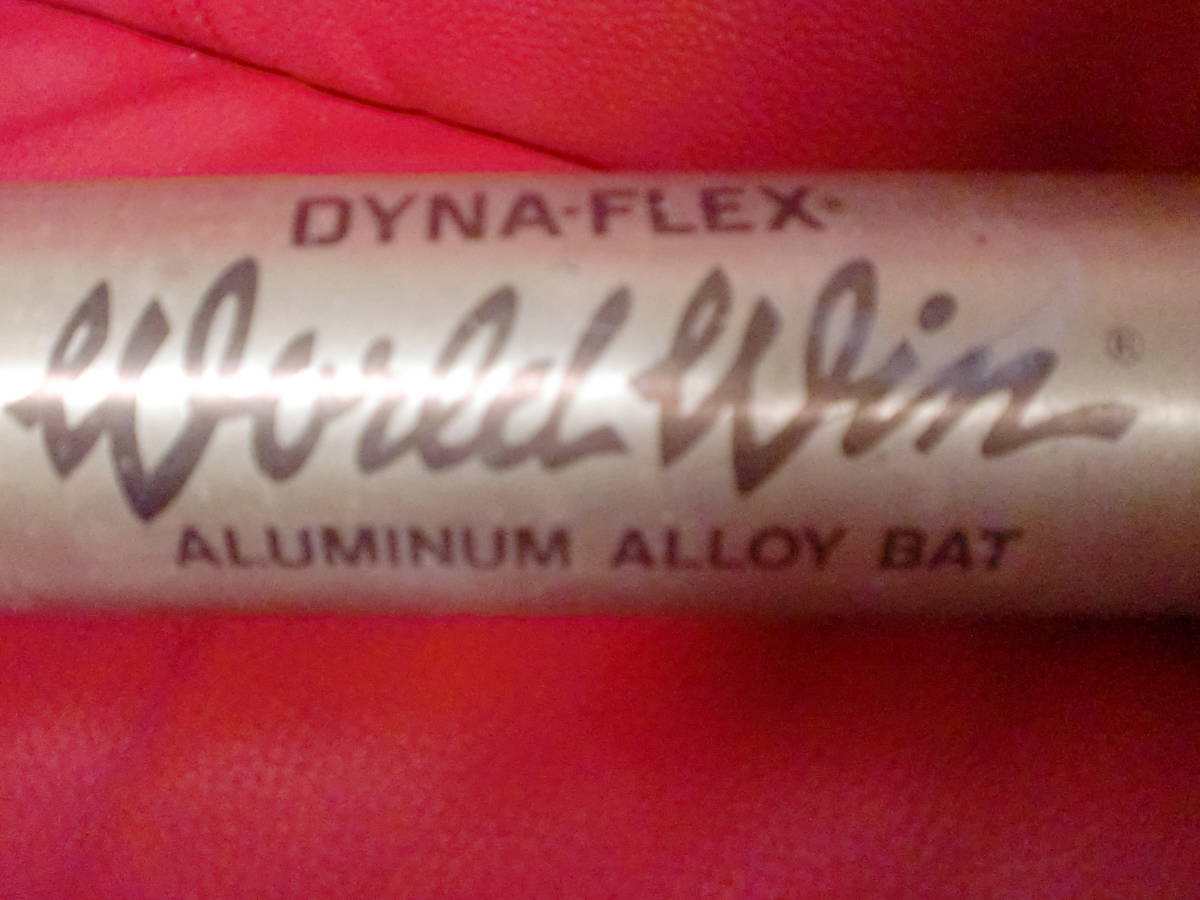 DYNA-FLEX®
World Win ®
ALUMINUM ALLOY BAT